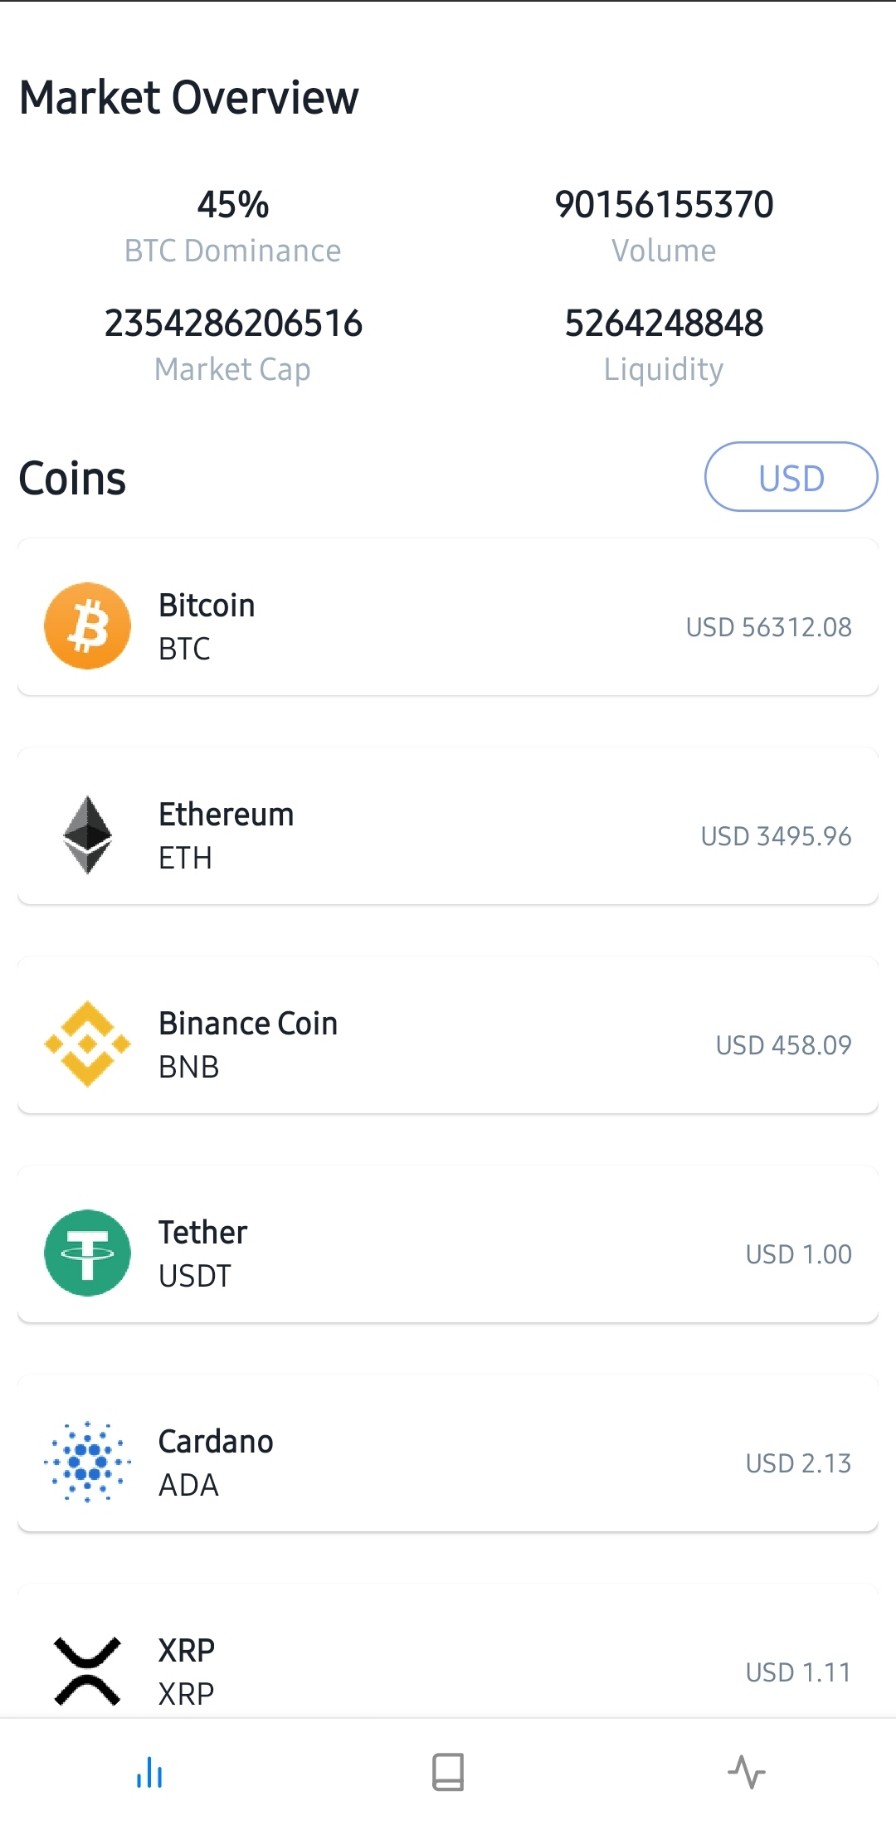 Market Overview
45%
BTC Dominance
90156155370
Volume
2354286206516
Market Cap
5264248848
Liquidity
Coins
USD
Bitcoin
BTC
USD 56312.08
Ethereum
ETH
USD 3495.96
Binance Coin
BNB
USD 458.09
Tether
USDT
USD 1.00
Cardano
ADA
USD 2.13
XRP
XRP
USD 1.11